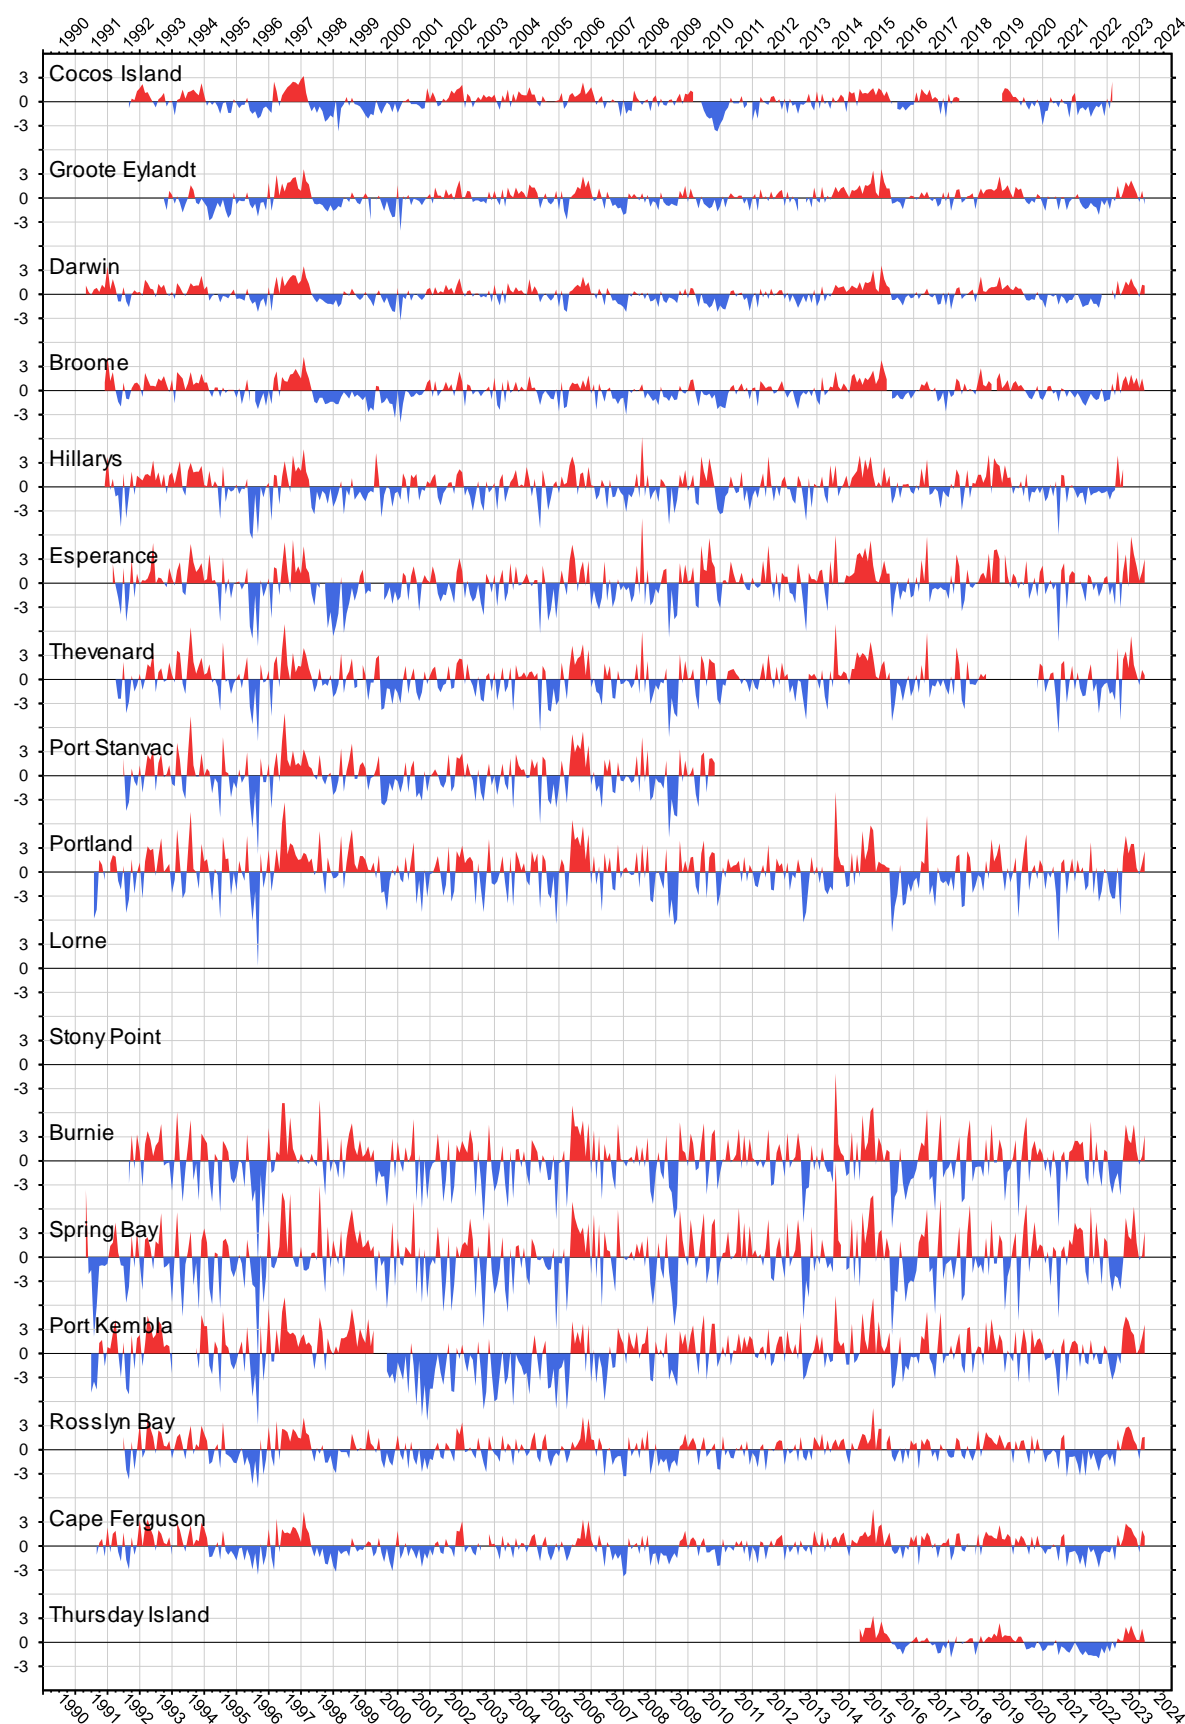 1990 1991 1992 1993 1994 1995 1996 1997 1998 1999 2000 2001 2002 2003 2004 2005 2006 2007 2008 2009 2010 2011 2012 2013 2014 2015 2016 2017 2018 2019 2020 2021 2022 2023 2024
3 Cocos Island
0
-3
3 Groote Eylandt
0
-3
3 Darwin
0
-3
3 Broome
0
-3
3 Hillarys
0
-3
3 Esperance
0
-3
3 Thevenard
0
-3
3 Port Stanvac
0
-3
3 Portland
0
-3
3 Lorne
0
-3
3 Stony Point
0
-3
3 Burnie
0
-3
3 Spring Bay
0
-3
3 Port Kembla
0
-3
3 Rosslyn Bay
0
-3
3 Cape Ferguson
0
-3
3 Thursday Island
0
-3
1990 1991 1992 1993 1994 1995 1996 1997 1998 1999 2000 2001 2002 2003 2004 2005 2006 2007 2008 2009 2010 2011 2012 2013 2014 2015 2016 2017 2018 2019 2020 2021 2022 2023 2024